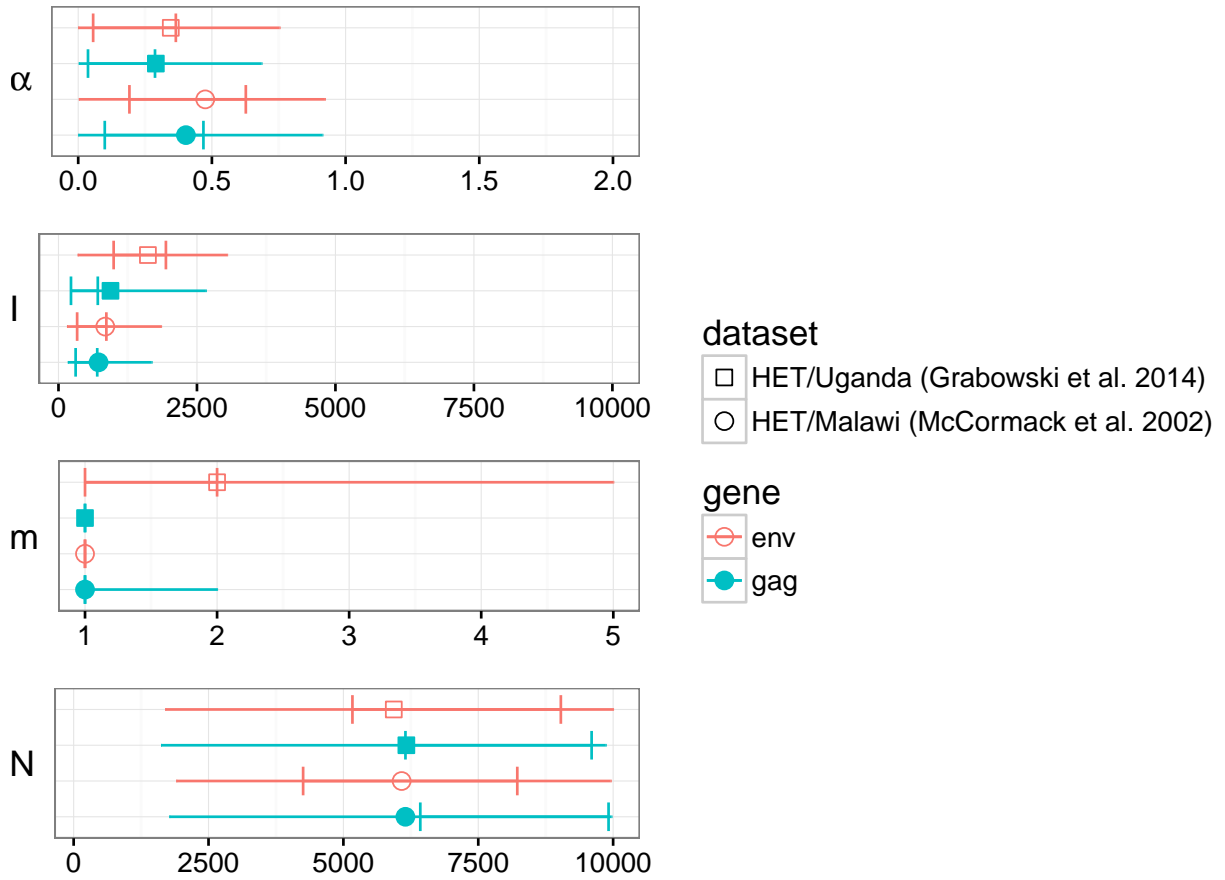 α
0.0 0.5 1.0 1.5 2.0
I
0 2500 5000 7500 10000
m
1 2 3 4 5
N
0 2500 5000 7500 10000
dataset
HET/Uganda (Grabowski et al. 2014)
HET/Malawi (McCormack et al. 2002)
gene
env
gag